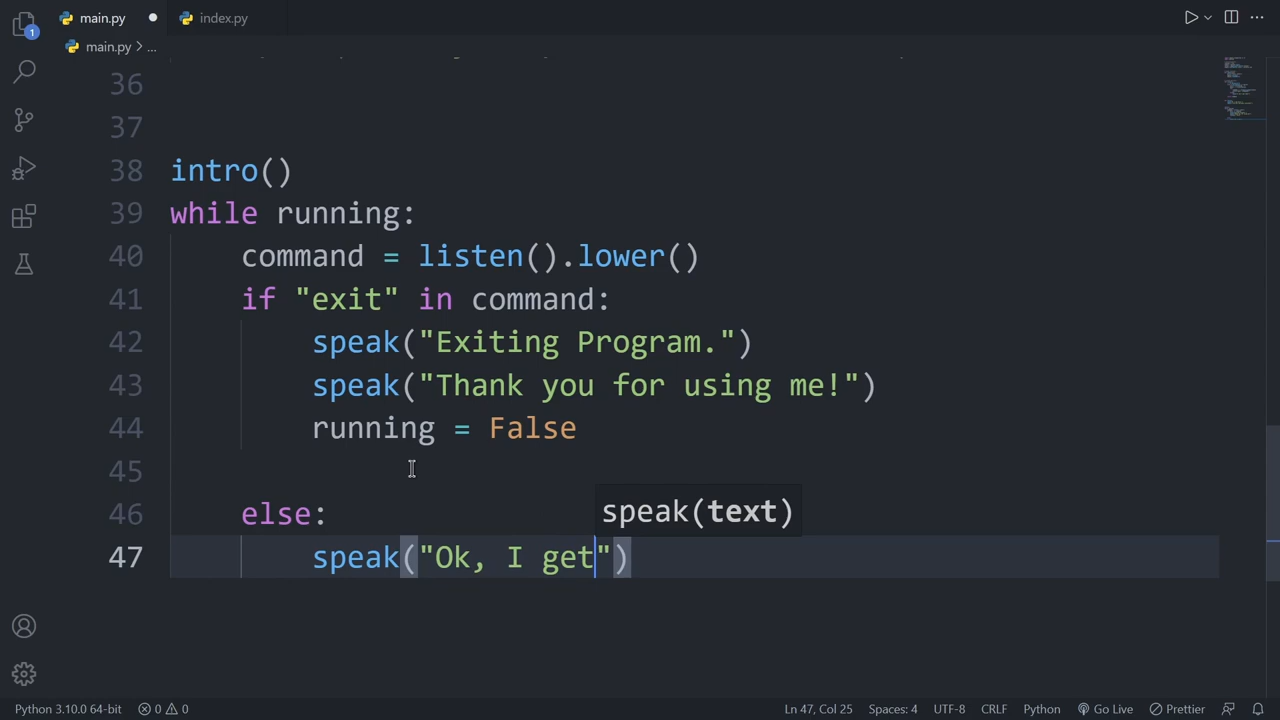 main.py
index.py
main.py > ...
36
37
38 intro()
39 while running:
40 command = listen().lower()
41 if "exit" in command:
42 speak("Exiting Program.")
43 speak("Thank you for using me!")
44 running = False
45
46 else:
speak(text)
47 speak("Ok, I get")
1
Python 3.10.0 64-bit 0 0 Ln 47, Col 25 Spaces: 4 UTF-8 CRLF Python Go Live Prettier